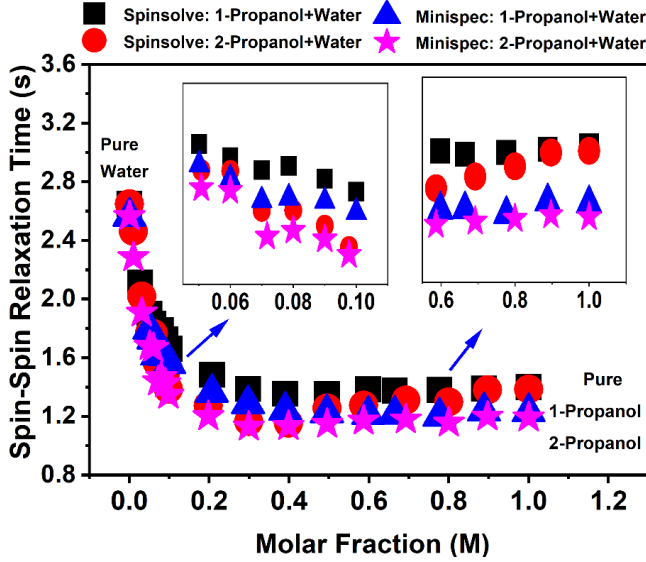 Spinsolve: 1-Propanol+Water
Minispec: 1-Propanol+Water
Spinsolve: 2-Propanol+Water
Minispec: 2-Propanol+Water
Spin-Spin Relaxation Time (s)
3.6
3.2
2.8
2.4
2.0
1.6
1.2
0.8
Pure
Water
0.06
0.08
0.10
0.6
0.8
1.0
Pure
1-Propanol
2-Propanol
0.0
0.2
0.4
0.6
0.8
1.0
1.2
Molar Fraction (M)